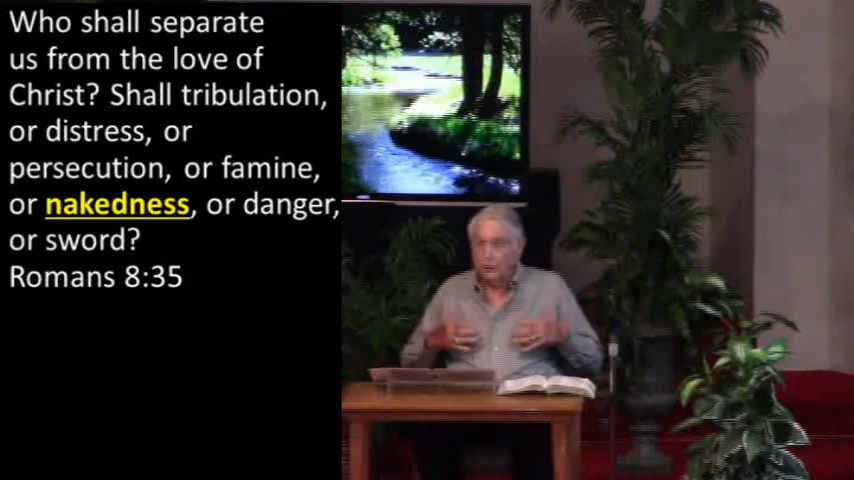 Who shall separate
us from the love of
Christ? Shall tribulation,
or distress, or
persecution, or famine,
or nakedness, or danger,
or sword?
Romans 8:35